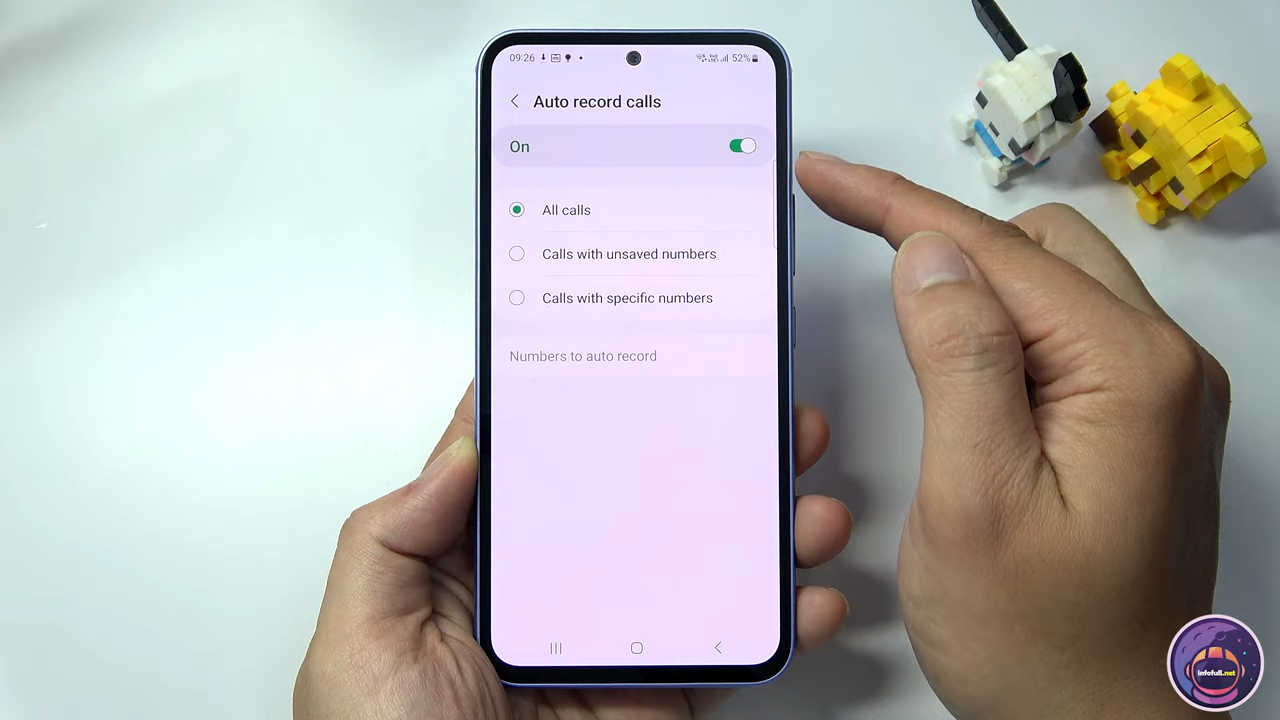 09:26 52%
Auto record calls
On
All calls
Calls with unsaved numbers
Calls with specific numbers
Numbers to auto record
infofull.net